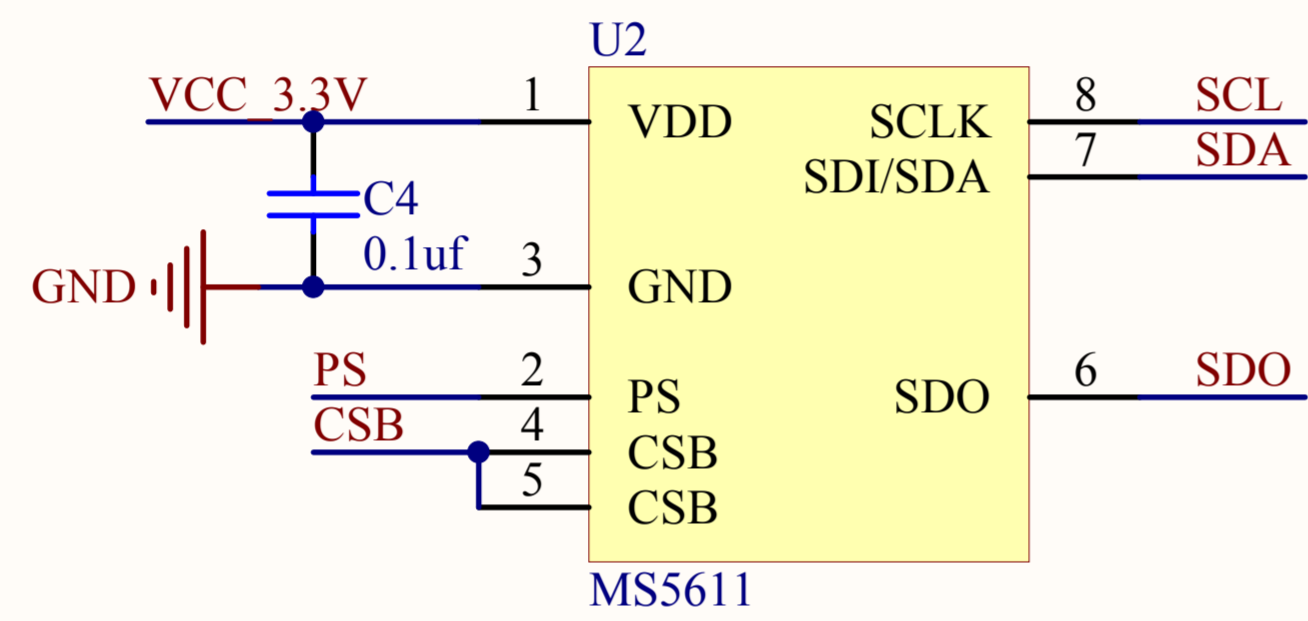 U2
VCC_3.3V 1 VDD SCLK 8 SCL
SDI/SDA 7 SDA
C4
0.1uf
GND 3 GND
PS 2 PS SDO 6 SDO
CSB 4 CSB
5 CSB
MS5611